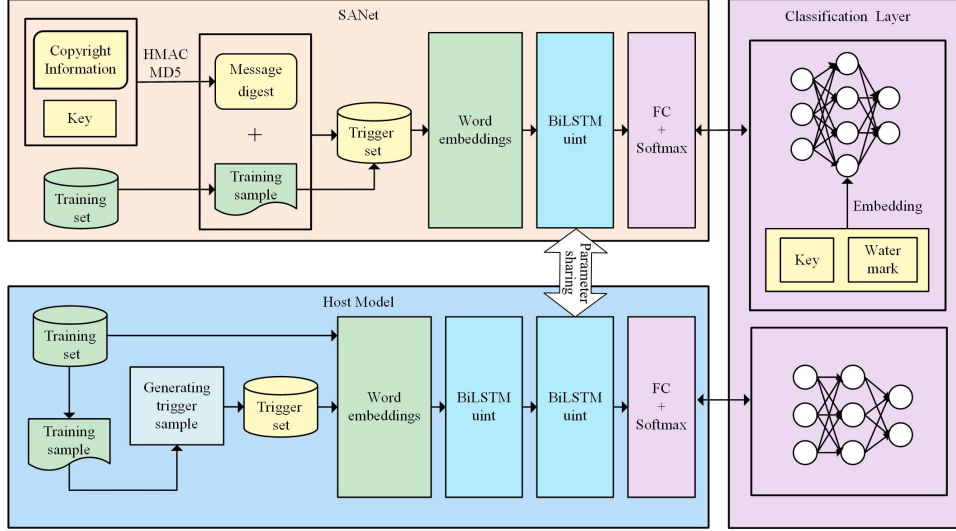 SANet
Copyright
Information
Key
HMAC
MD5
Message
digest
+
Training
sample
Training
set
Trigger
set
Word
embeddings
BiLSTM
uint
FC
+
Softmax
Classification Layer
Embedding
Key
Water
mark
Parameter
sharing
Host Model
Training
set
Training
sample
Generating
trigger
sample
Trigger
set
Word
embeddings
BiLSTM
uint
BiLSTM
uint
FC
+
Softmax